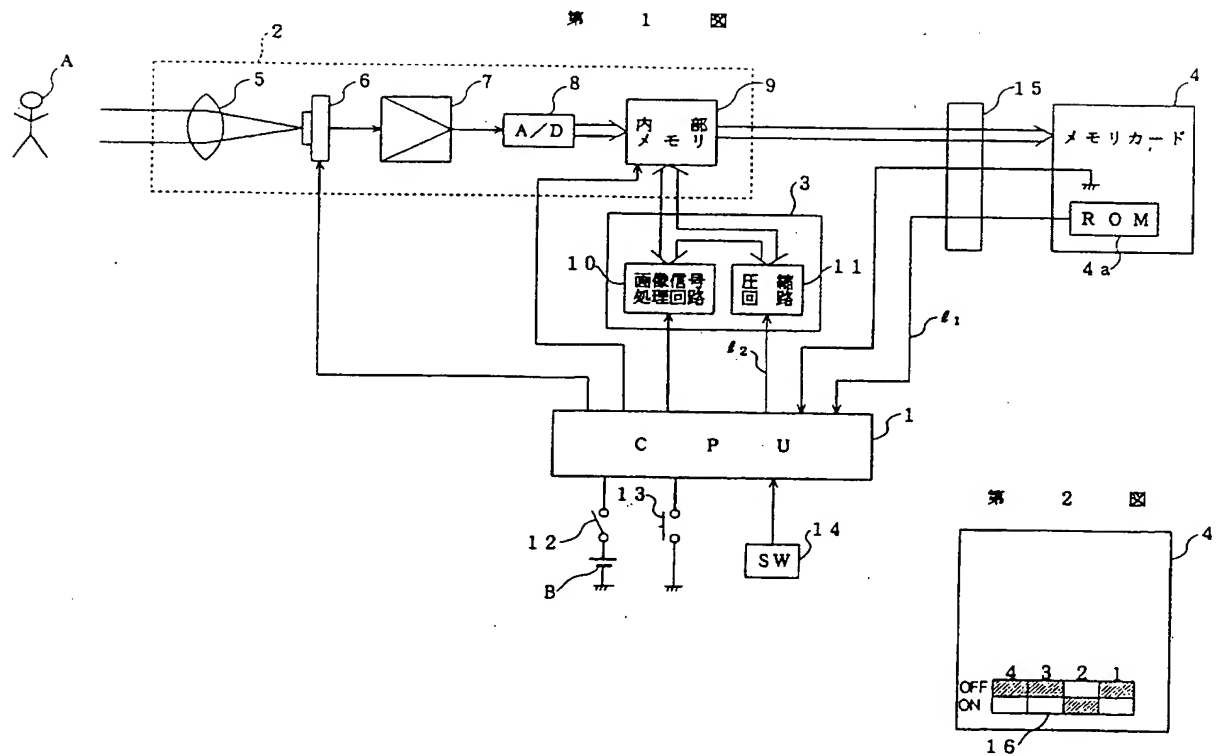 第 1 図
2
A
5
6
7
8
9
15
4
A/D
内 部
メ モ リ
メモリカード
3
ROM
4a
10
画像信号
処理回路
圧 縮
回 路
11
ℓ1
ℓ2
1
C P U
13
12
14
SW
B
第 2 図
4
4 3 2 1
OFF
ON
16